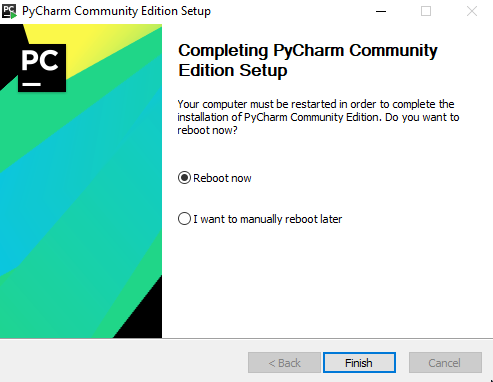 PC PyCharm Community Edition Setup
PC
Completing PyCharm Community
Edition Setup
Your computer must be restarted in order to complete the
installation of PyCharm Community Edition. Do you want to
reboot now?
Reboot now
I want to manually reboot later
< Back Finish Cancel